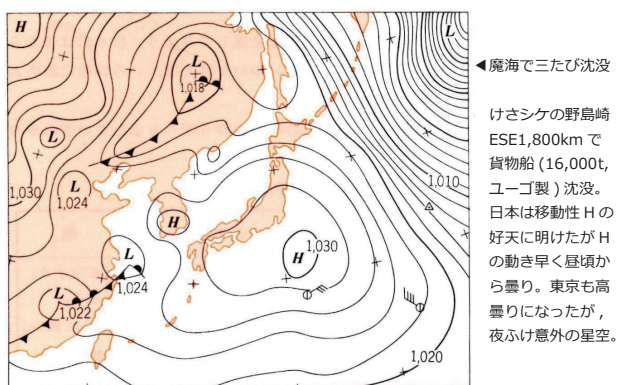 H
L
L
1,018
L
1,030
L
1,024
1,010
H
1,030
H
L
1,024
L
1,022
1,020
◀魔海で三たび沈没
けさシケの野島崎
ESE1,800km で
貨物船 (16,000t,
ユーゴ製 ) 沈没。
日本は移動性 H の
好天に明けたが H
の動き早く昼頃か
ら曇り。東京も高
曇りになったが ,
夜ふけ意外の星空。